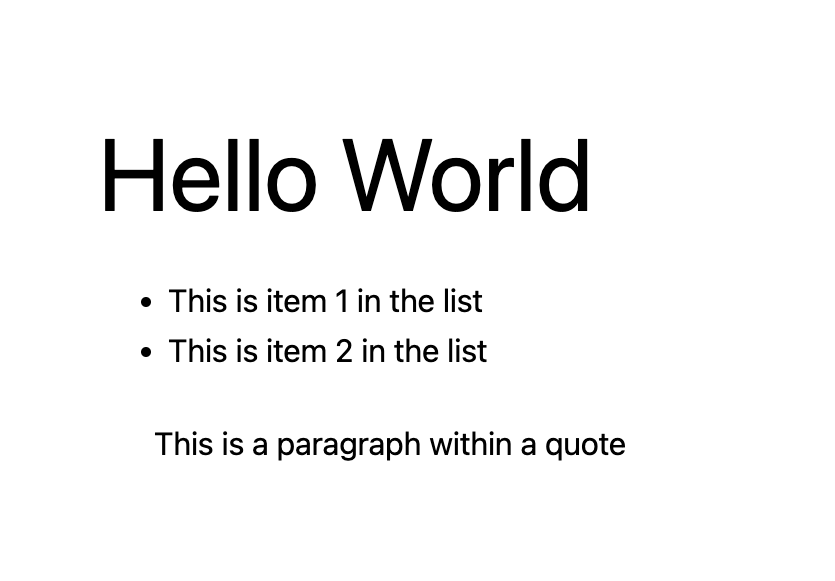 Hello World
• This is item 1 in the list
• This is item 2 in the list
This is a paragraph within a quote